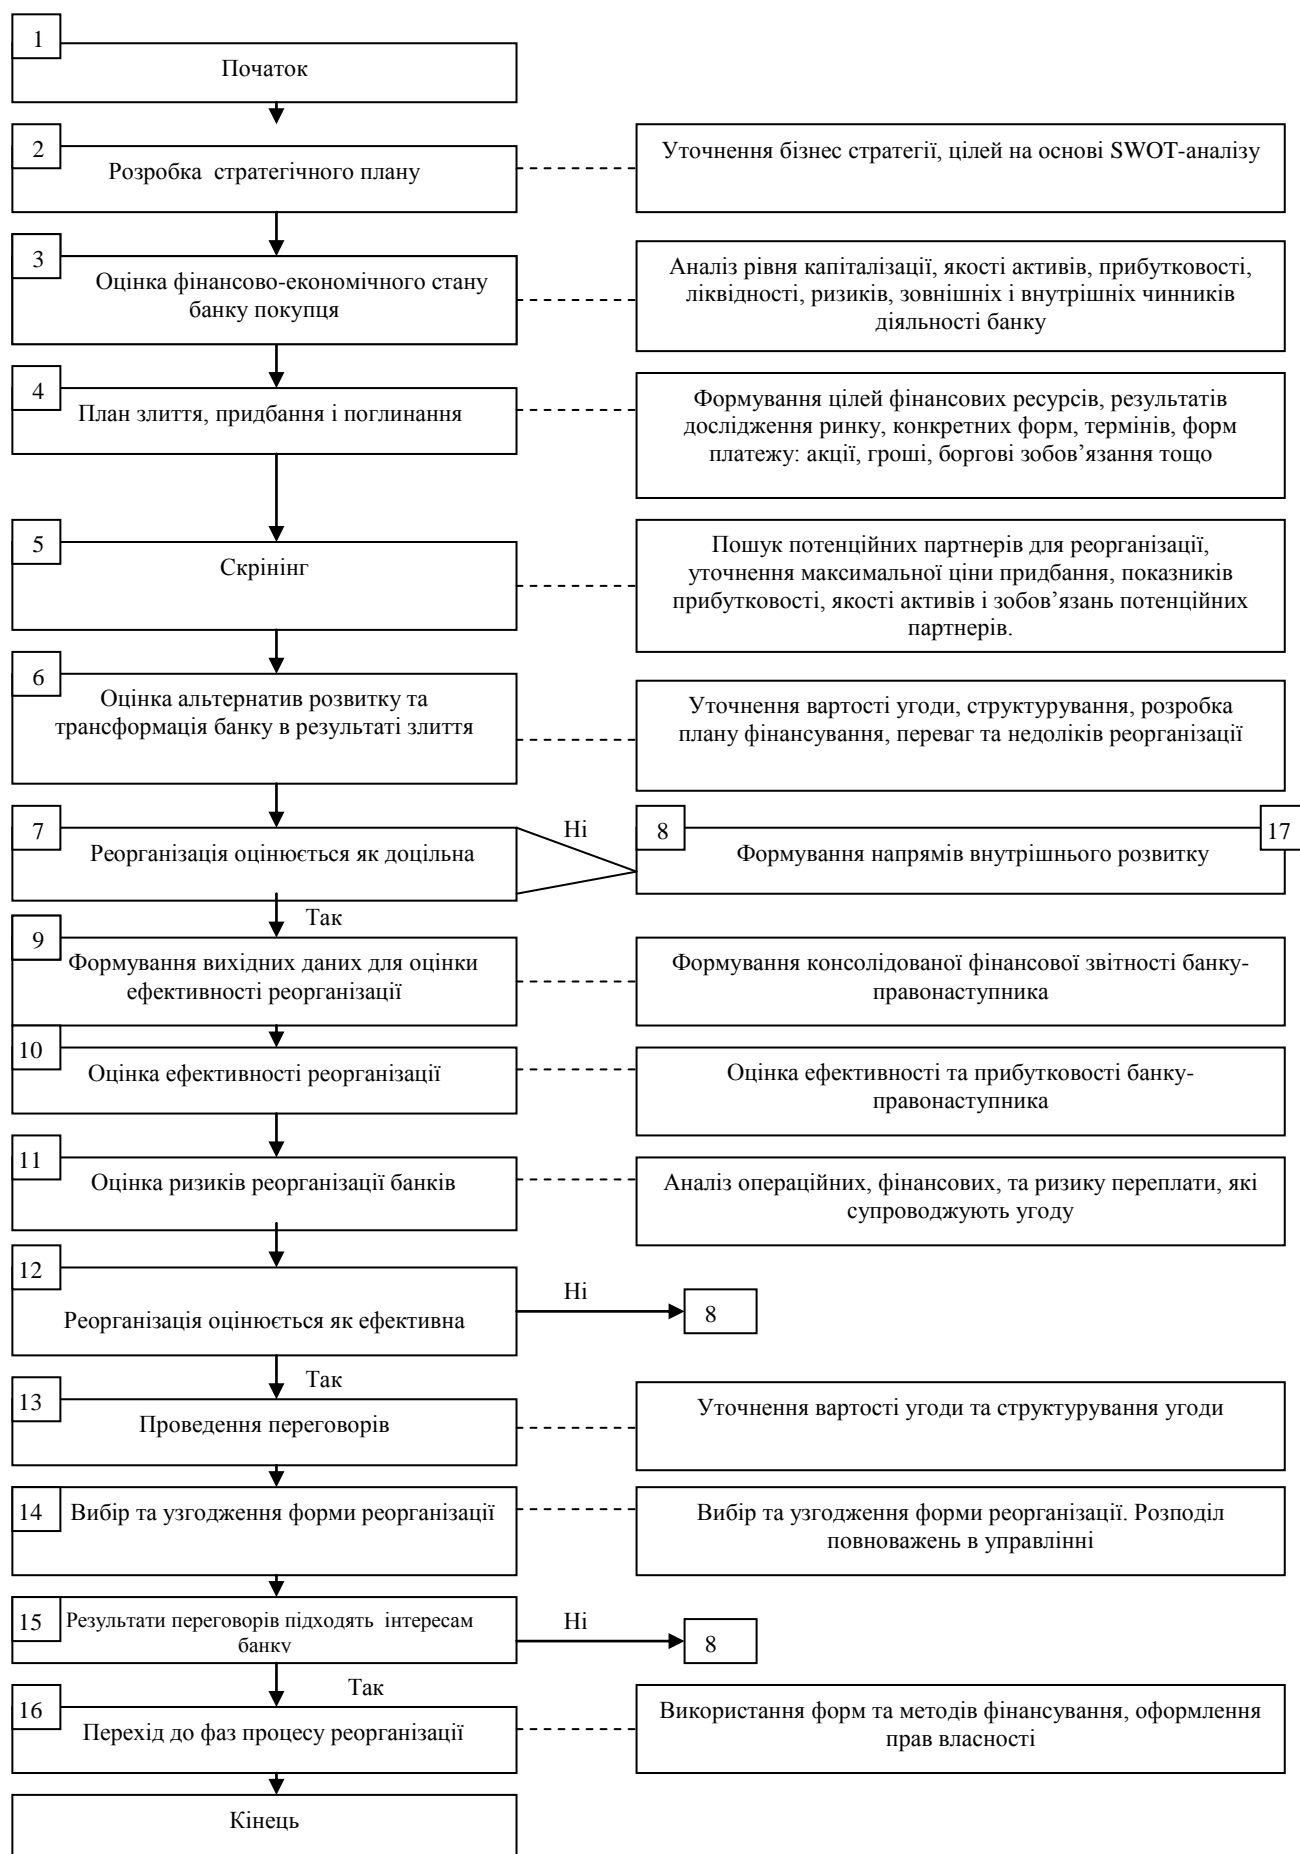 1
Початок
2
Розробка стратегічного плану
Уточнення бізнес стратегії, цілей на основі SWOT-аналізу
3
Оцінка фінансово-економічного стану
банку покупця
Аналіз рівня капіталізації, якості активів, прибутковості,
ліквідності, ризиків, зовнішніх і внутрішніх чинників
діяльності банку
4
План злиття, придбання і поглинання
Формування цілей фінансових ресурсів, результатів
дослідження ринку, конкретних форм, термінів, форм
платежу: акції, гроші, боргові зобов’язання тощо
5
Скрінінг
Пошук потенційних партнерів для реорганізації,
уточнення максимальної ціни придбання, показників
прибутковості, якості активів і зобов’язань потенційних
партнерів.
6
Оцінка альтернатив розвитку та
трансформація банку в результаті злиття
Уточнення вартості угоди, структурування, розробка
плану фінансування, переваг та недоліків реорганізації
7
Реорганізація оцінюється як доцільна
Ні
8
Формування напрямів внутрішнього розвитку
17
Так
9
Формування вихідних даних для оцінки
ефективності реорганізації
Формування консолідованої фінансової звітності банку-
правонаступника
10
Оцінка ефективності реорганізації
Оцінка ефективності та прибутковості банку-
правонаступника
11
Оцінка ризиків реорганізації банків
Аналіз операційних, фінансових, та ризику переплати, які
супроводжують угоду
12
Реорганізація оцінюється як ефективна
Ні
8
Так
13
Проведення переговорів
Уточнення вартості угоди та структурування угоди
14
Вибір та узгодження форми реорганізації
Вибір та узгодження форми реорганізації. Розподіл
повноважень в управлінні
15
Результати переговорів підходять інтересам
банку
Ні
8
Так
16
Перехід до фаз процесу реорганізації
Використання форм та методів фінансування, оформлення
прав власності
Кінець